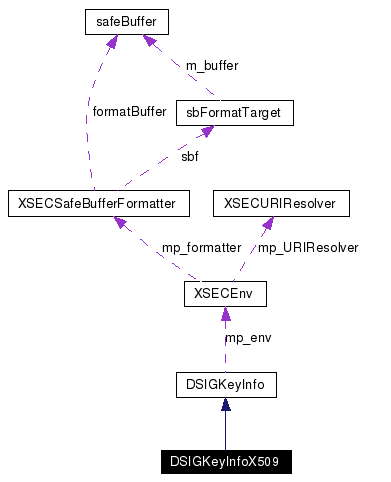 safeBuffer
m_buffer
formatBuffer
sbFormatTarget
sbf
XSECSafeBufferFormatter
XSECURIResolver
mp_formatter
mp_URIResolver
XSECEnv
mp_env
DSIGKeyInfo
DSIGKeyInfoX509